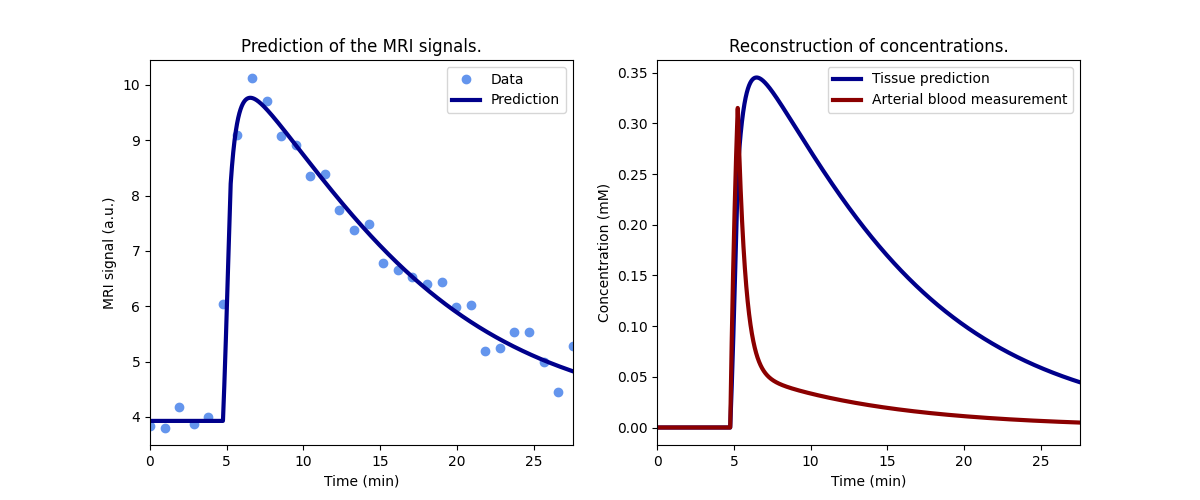 Prediction of the MRI signals.
MRI signal (a.u.)
10
9
8
7
6
5
4
Data
Prediction
0 5 10 15 20 25
Time (min)
Reconstruction of concentrations.
Concentration (mM)
0.35
0.30
0.25
0.20
0.15
0.10
0.05
0.00
Tissue prediction
Arterial blood measurement
0 5 10 15 20 25
Time (min)